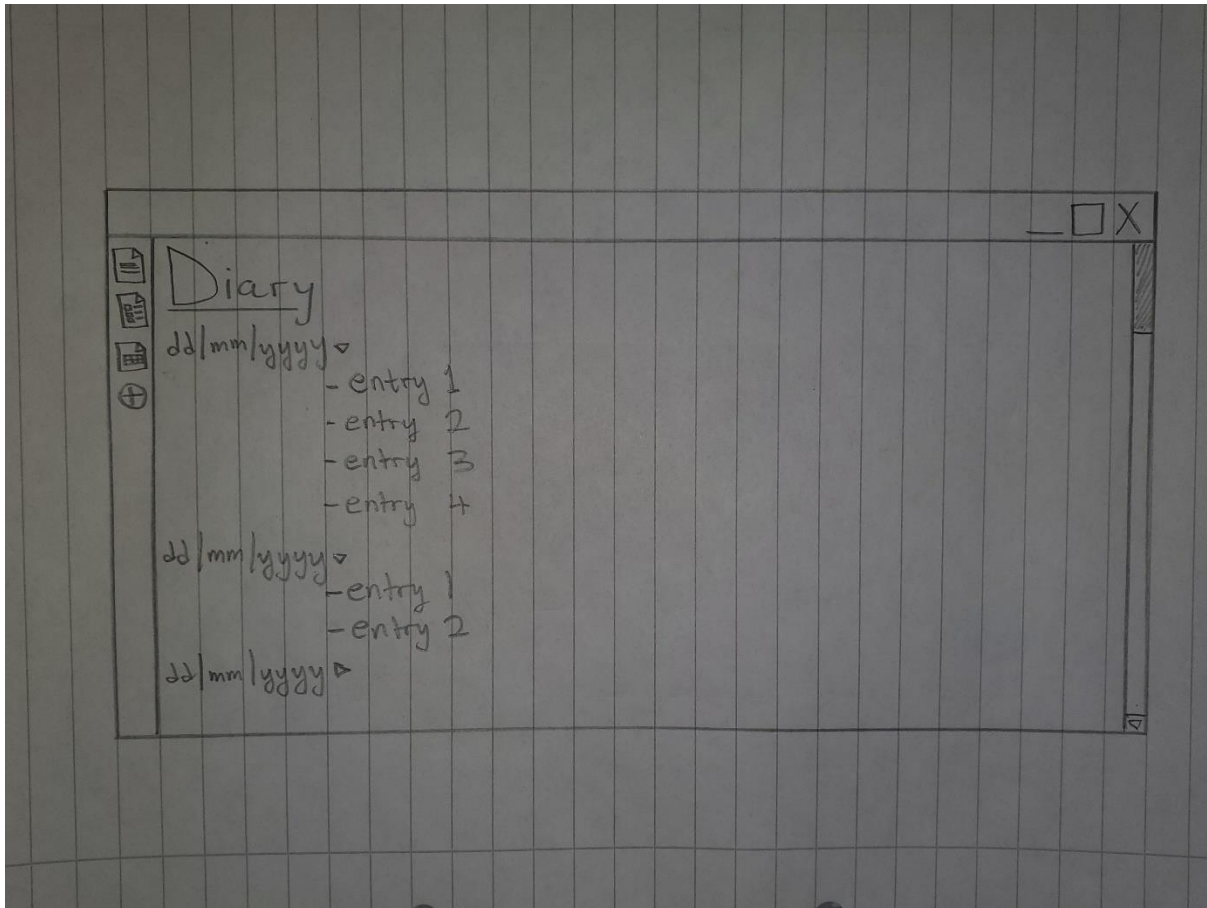 Diary
dd/mm/yyyy
- entry 1
- entry 2
- entry 3
- entry 4
dd/mm/yyyy
- entry 1
- entry 2
dd/mm/yyyy